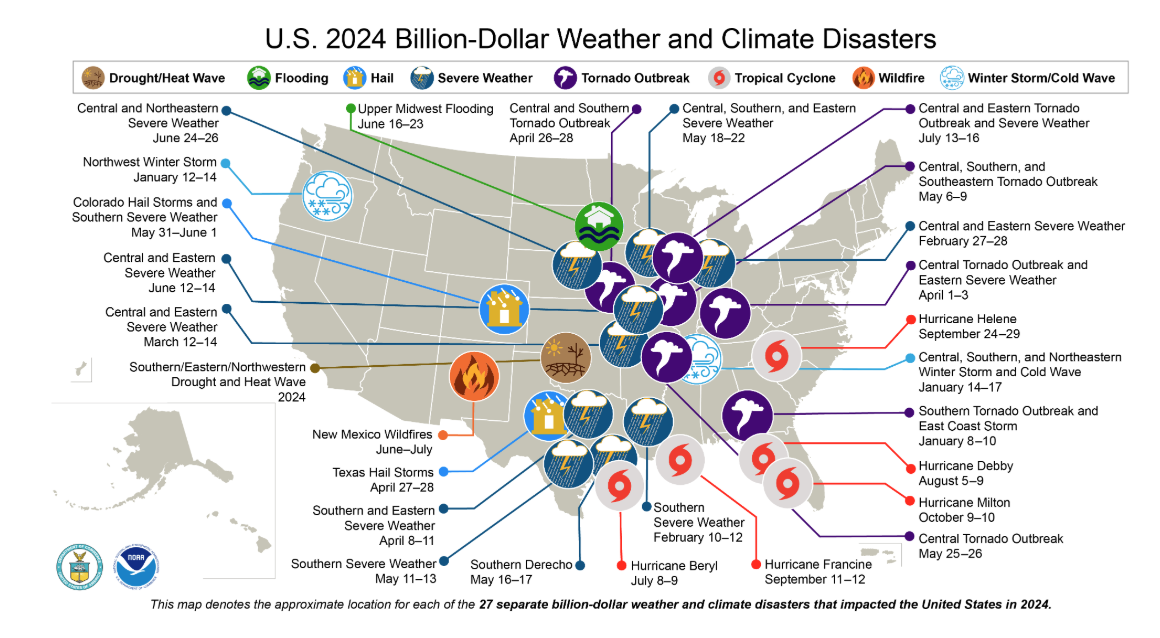 U.S. 2024 Billion-Dollar Weather and Climate Disasters
Drought/Heat Wave
Flooding
Hail
Severe Weather
Tornado Outbreak
Tropical Cyclone
Wildfire
Winter Storm/Cold Wave
Central and Northeastern
Severe Weather
June 24–26
Northwest Winter Storm
January 12–14
Colorado Hail Storms and
Southern Severe Weather
May 31–June 1
Central and Eastern
Severe Weather
June 12–14
Central and Eastern
Severe Weather
March 12–14
Southern/Eastern/Northwestern
Drought and Heat Wave
2024
New Mexico Wildfires
June–July
Texas Hail Storms
April 27–28
Southern and Eastern
Severe Weather
April 8–11
Southern Severe Weather
May 11–13
Upper Midwest Flooding
June 16–23
Central and Southern
Tornado Outbreak
April 26–28
Central, Southern, and Eastern
Severe Weather
May 18–22
Central and Eastern Tornado
Outbreak and Severe Weather
July 13–16
Central, Southern, and
Southeastern Tornado Outbreak
May 6–9
Central and Eastern Severe Weather
February 27–28
Central Tornado Outbreak and
Eastern Severe Weather
April 1–3
Hurricane Helene
September 24–29
Central, Southern, and Northeastern
Winter Storm and Cold Wave
January 14–17
Southern Tornado Outbreak and
East Coast Storm
January 8–10
Hurricane Debby
August 5–9
Hurricane Milton
October 9–10
Central Tornado Outbreak
May 25–26
Southern Derecho
May 16–17
Hurricane Beryl
July 8–9
Southern
Severe Weather
February 10–12
Hurricane Francine
September 11–12
NOAA
This map denotes the approximate location for each of the 27 separate billion-dollar weather and climate disasters that impacted the United States in 2024.